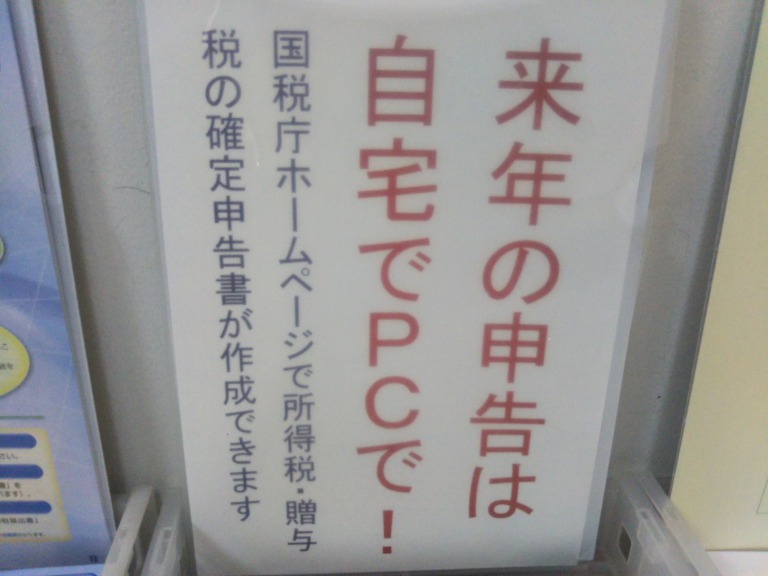 来年の申告は
自宅でPCで！
国税庁ホームページで所得税・贈与
税の確定申告書が作成できます